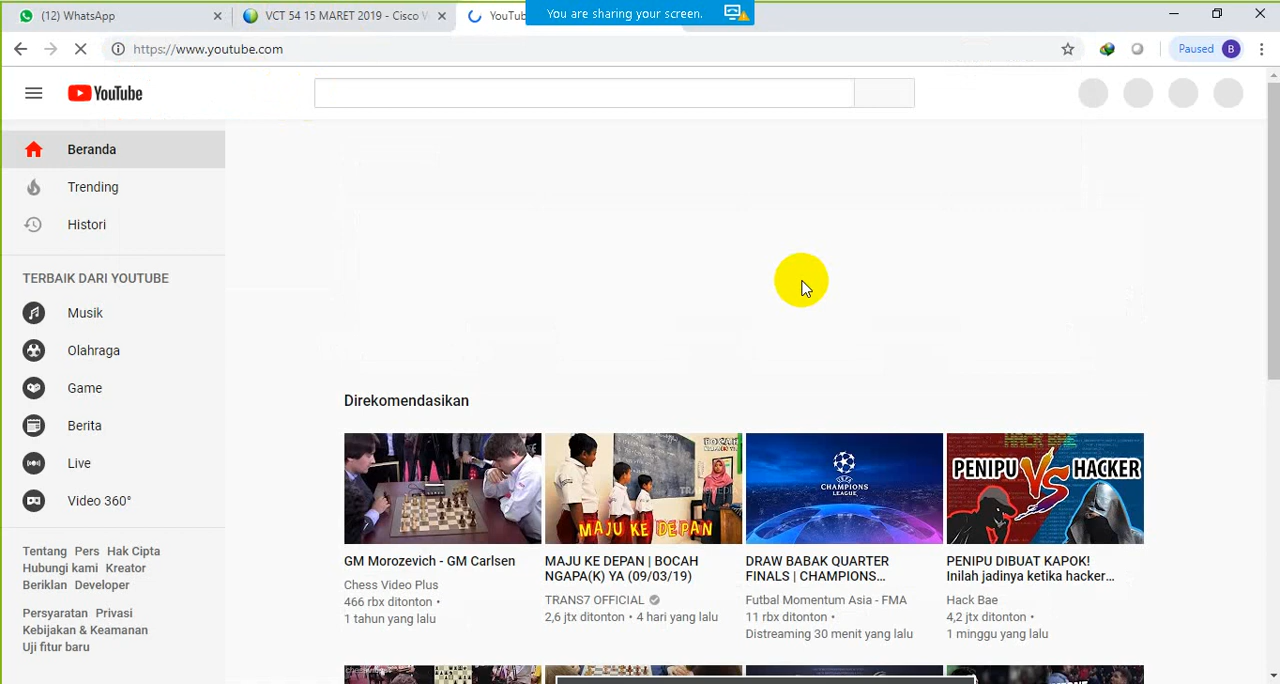 (12) WhatsApp
VCT 54 15 MARET 2019 - Cisco W
YouTub
You are sharing your screen.
https://www.youtube.com
Paused B
YouTube
Beranda
Trending
Histori
TERBAIK DARI YOUTUBE
Musik
Olahraga
Game
Berita
Live
Video 360°
Tentang Pers Hak Cipta
Hubungi kami Kreator
Beriklan Developer
Persyaratan Privasi
Kebijakan & Keamanan
Uji fitur baru
Direkomendasikan
GM Morozevich - GM Carlsen
Chess Video Plus
466 rbx ditonton •
1 tahun yang lalu
MAJU KE DEPAN
MAJU KE DEPAN | BOCAH
NGAPA(K) YA (09/03/19)
TRANS7 OFFICIAL
2,6 jtx ditonton • 4 hari yang lalu
CHAMPIONS
LEAGUE
DRAW BABAK QUARTER
FINALS | CHAMPIONS...
Futbal Momentum Asia - FMA
11 rbx ditonton •
Distreaming 30 menit yang lalu
PENIPU VS HACKER
PENIPU DIBUAT KAPOK!
Inilah jadinya ketika hacker...
Hack Bae
4,2 jtx ditonton •
1 minggu yang lalu